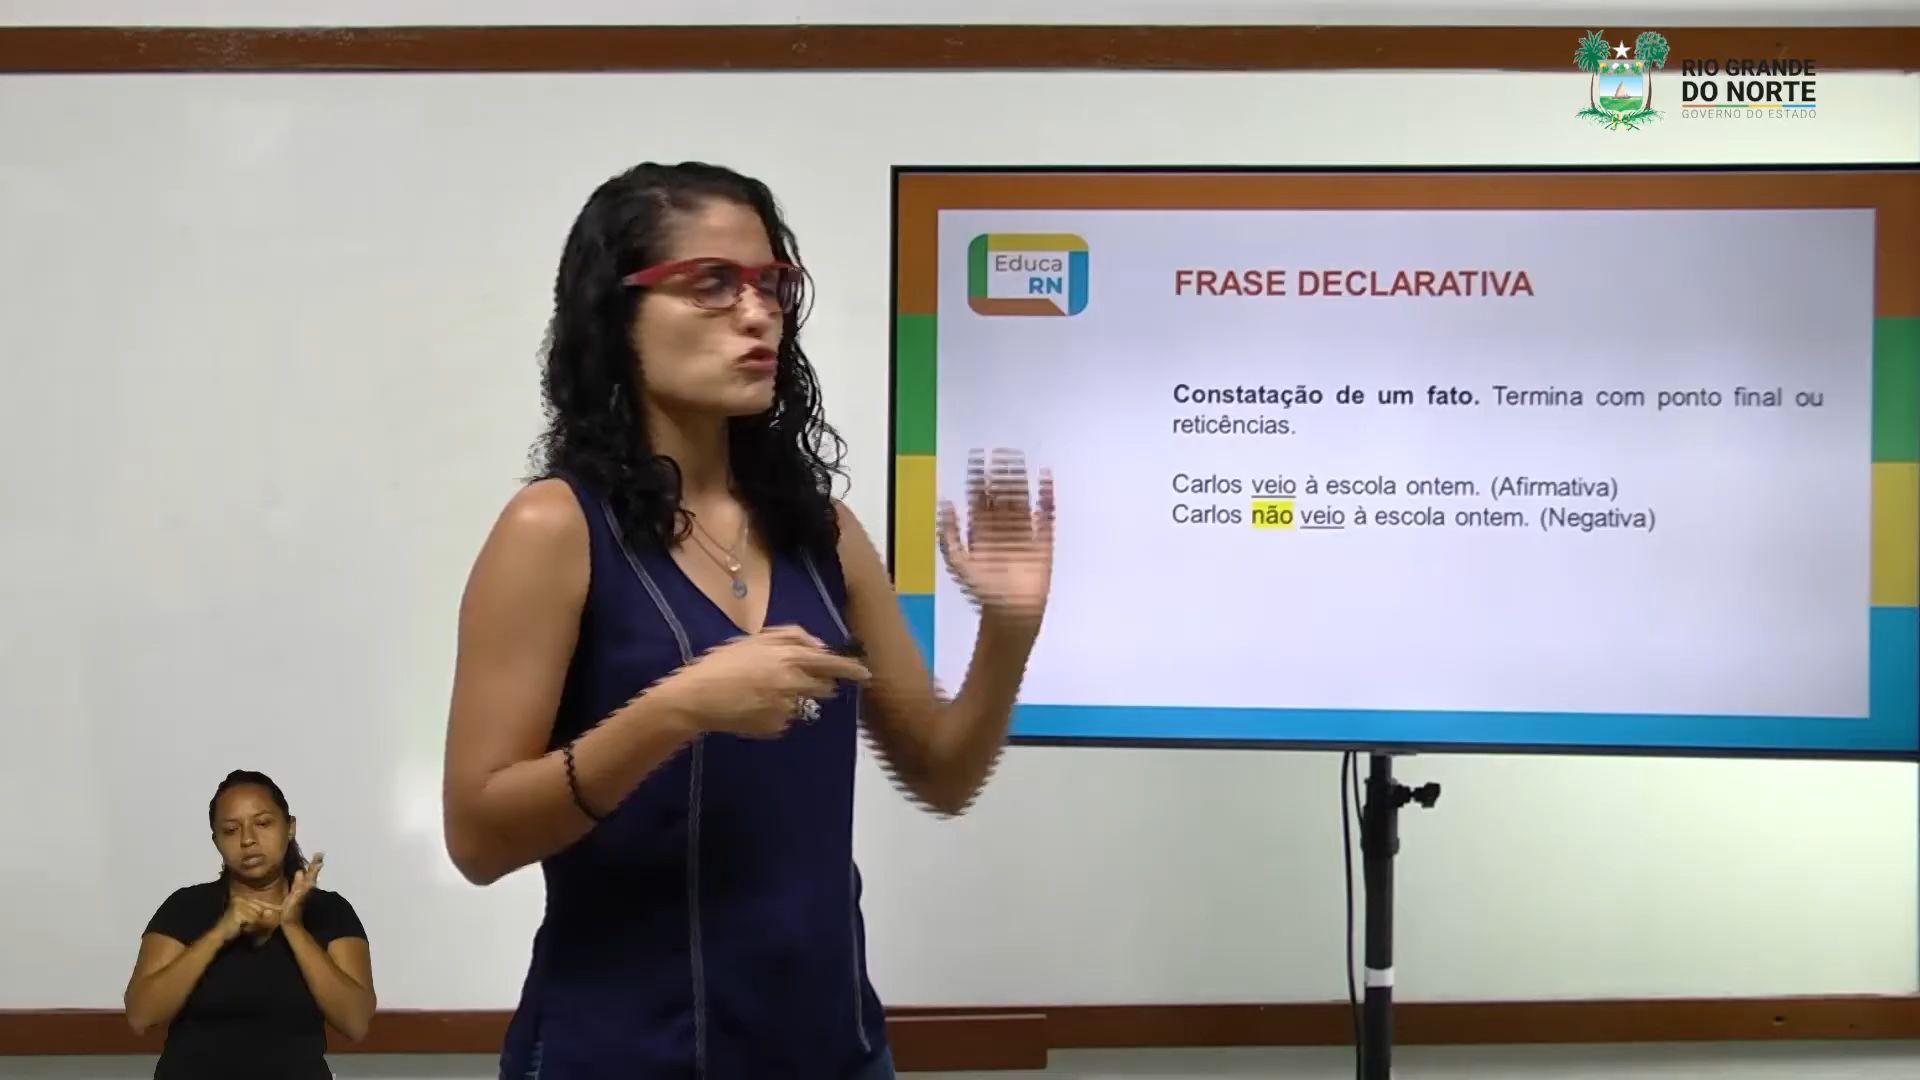 RIO GRANDE
DO NORTE
GOVERNO DO ESTADO
Educa
RN
FRASE DECLARATIVA
Constatação de um fato. Termina com ponto final ou
reticências.
Carlos veio à escola ontem. (Afirmativa)
Carlos não veio à escola ontem. (Negativa)